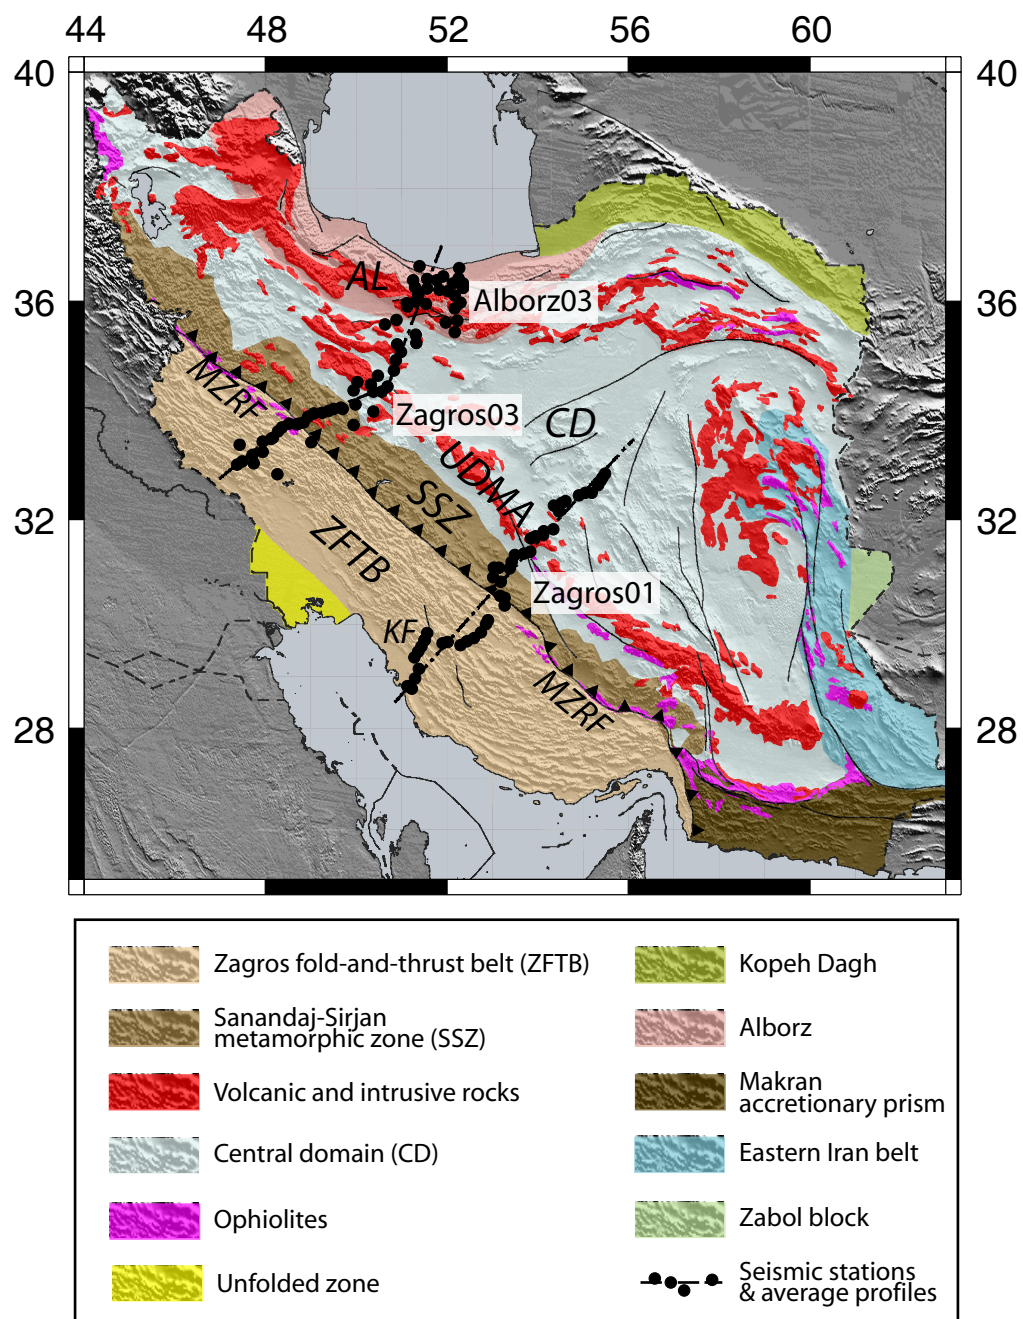 44 48 52 56 60
40 40
AL
36 36
Alborz03
MZRF
Zagros03
CD
UDMA
SSZ
32 32
ZFTB
Zagros01
KF
MZRF
28 28
Zagros fold-and-thrust belt (ZFTB)
Sanandaj-Sirjan
metamorphic zone (SSZ)
Volcanic and intrusive rocks
Central domain (CD)
Ophiolites
Unfolded zone
Kopeh Dagh
Alborz
Makran
accretionary prism
Eastern Iran belt
Zabol block
Seismic stations
& average profiles